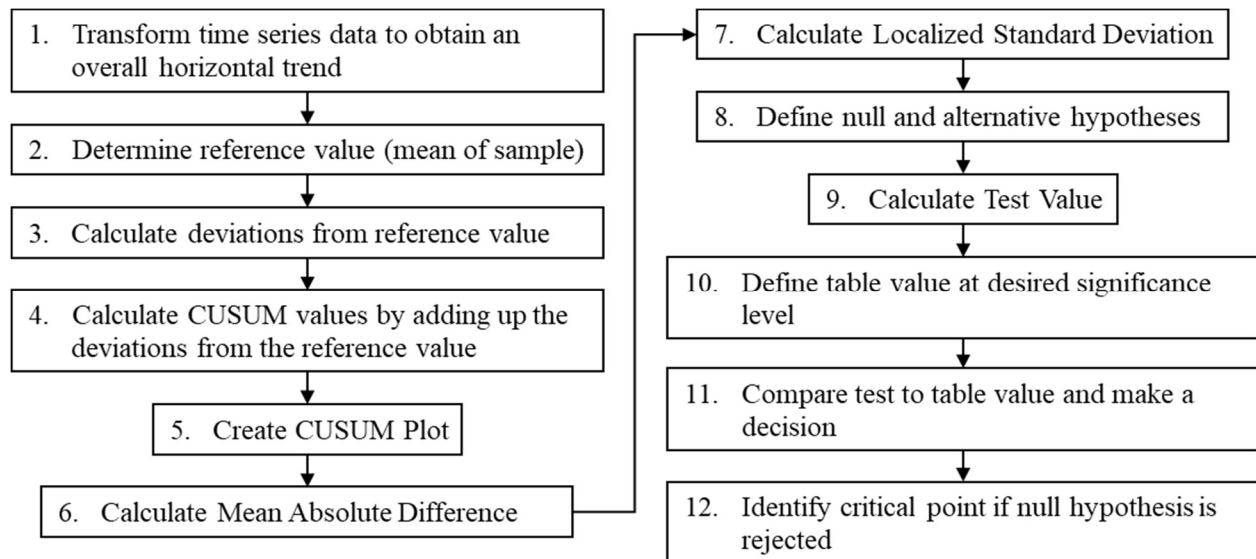 1. Transform time series data to obtain an
overall horizontal trend
2. Determine reference value (mean of sample)
3. Calculate deviations from reference value
4. Calculate CUSUM values by adding up the
deviations from the reference value
5. Create CUSUM Plot
6. Calculate Mean Absolute Difference
7. Calculate Localized Standard Deviation
8. Define null and alternative hypotheses
9. Calculate Test Value
10. Define table value at desired significance
level
11. Compare test to table value and make a
decision
12. Identify critical point if null hypothesis is
rejected